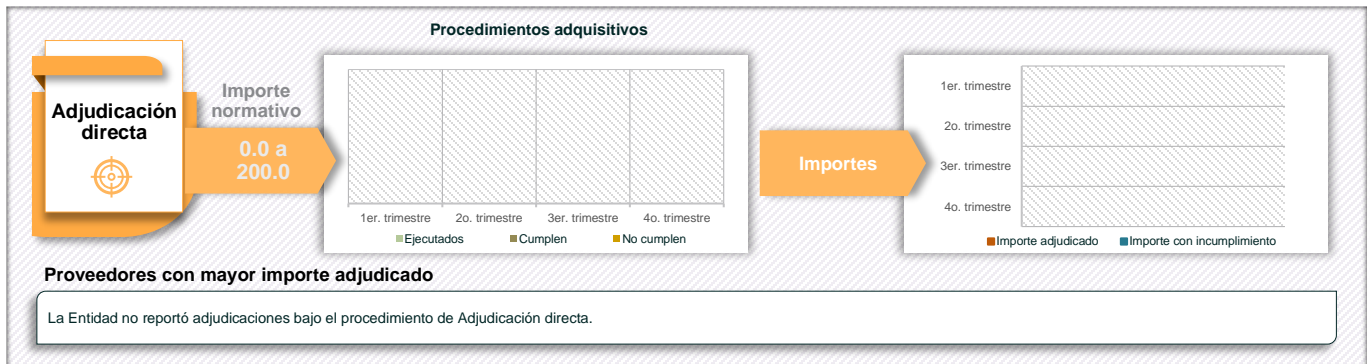 Procedimientos adquisitivos
Adjudicación
directa
Importe
normativo
0.0 a
200.0
1er. trimestre
2o. trimestre
3er. trimestre
4o. trimestre
Ejecutados
Cumplen
No cumplen
Importes
1er. trimestre
2o. trimestre
3er. trimestre
4o. trimestre
Importe adjudicado
Importe con incumplimiento
Proveedores con mayor importe adjudicado
La Entidad no reportó adjudicaciones bajo el procedimiento de Adjudicación directa.